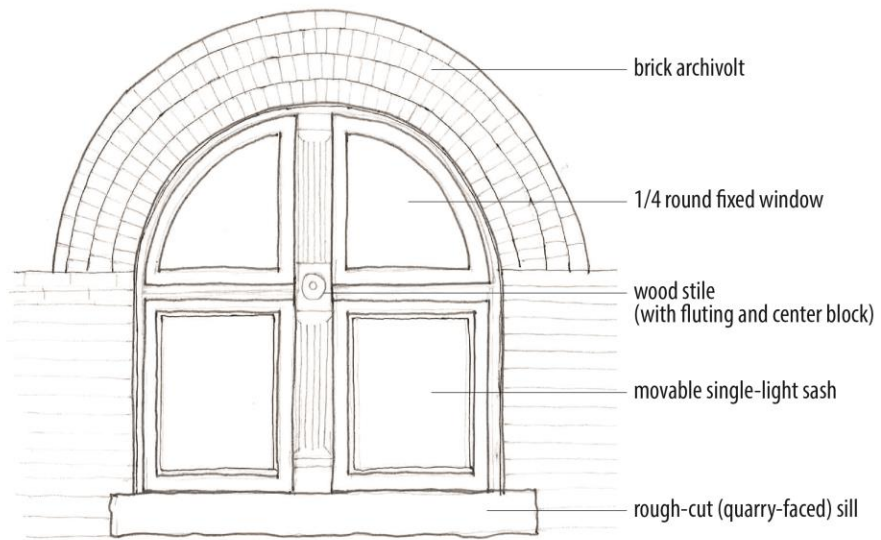 brick archivolt
1/4 round fixed window
wood stile
(with fluting and center block)
movable single-light sash
rough-cut (quarry-faced) sill